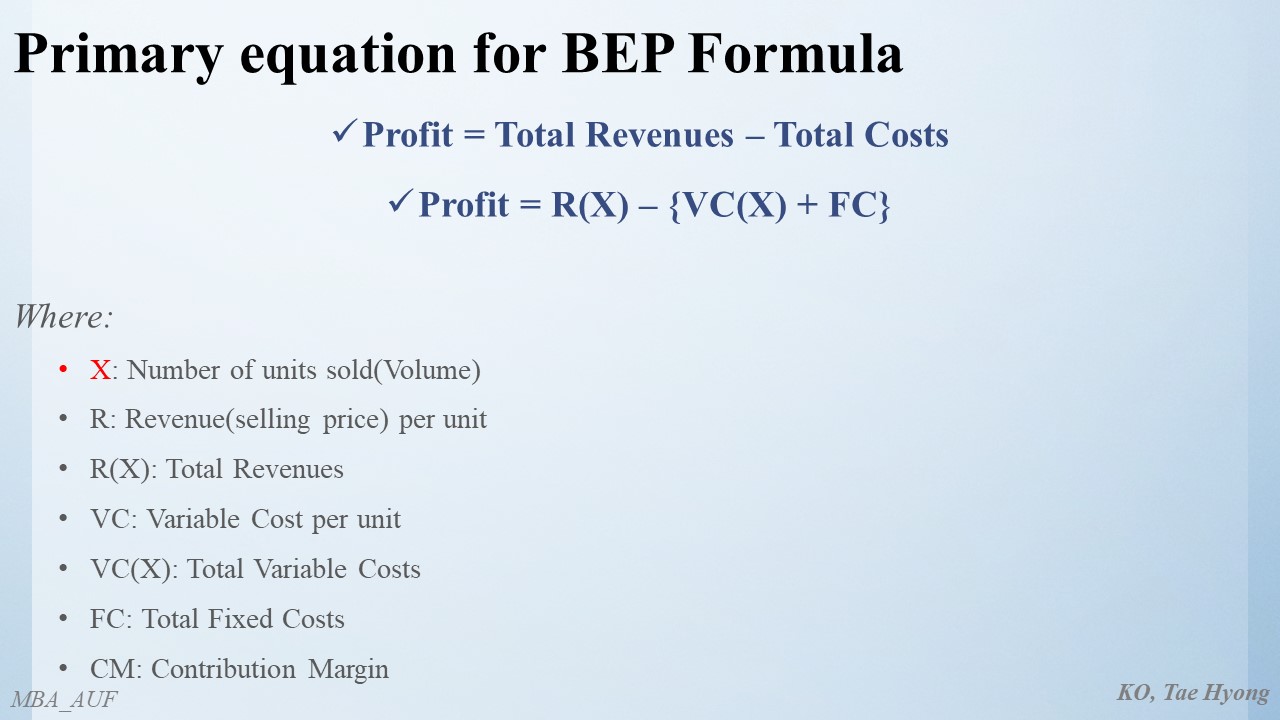 Primary equation for BEP Formula
✓Profit = Total Revenues – Total Costs
✓Profit = R(X) – {VC(X) + FC}
Where:
• X: Number of units sold(Volume)
• R: Revenue(selling price) per unit
• R(X): Total Revenues
• VC: Variable Cost per unit
• VC(X): Total Variable Costs
• FC: Total Fixed Costs
• CM: Contribution Margin
MBA_AUF
KO, Tae Hyong